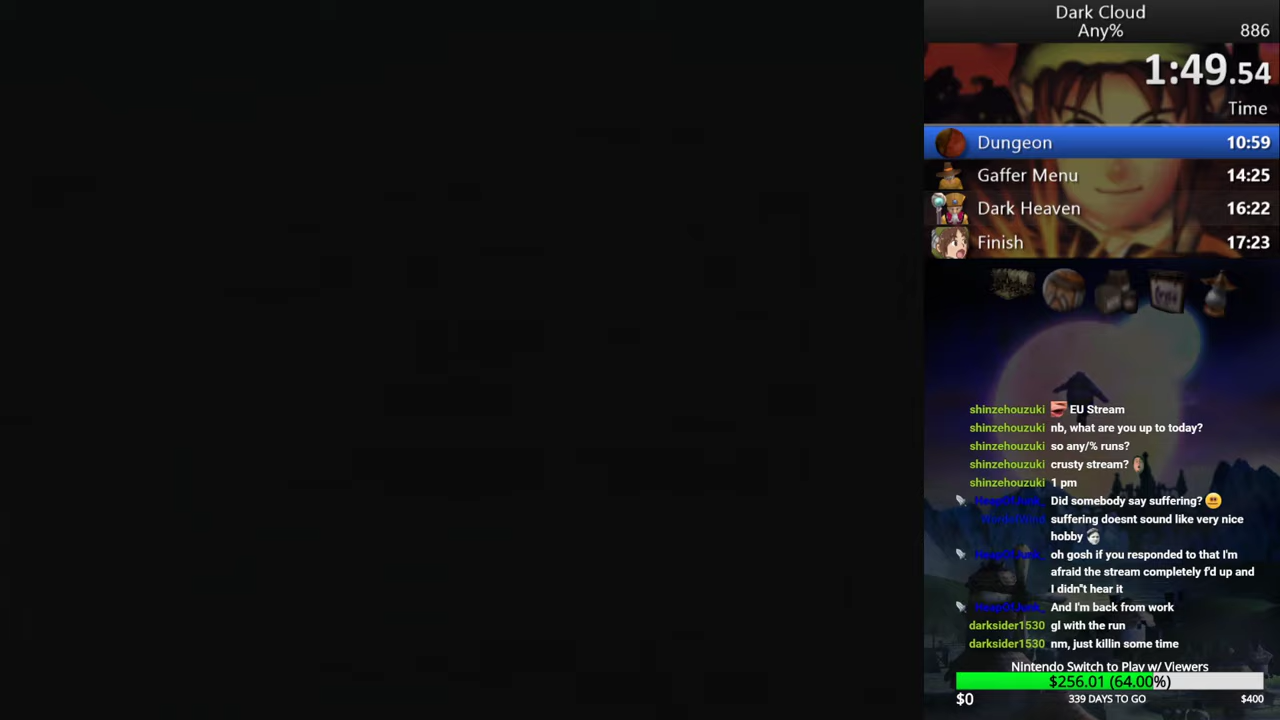 Dark Cloud
Any% 886
1:49.54
Time
Dungeon 10:59
Gaffer Menu 14:25
Dark Heaven 16:22
Finish 17:23
shinzehouzuki EU Stream
shinzehouzuki nb, what are you up to today?
shinzehouzuki so any/% runs?
shinzehouzuki crusty stream?
shinzehouzuki 1 pm
Did somebody say suffering?
suffering doesnt sound like very nice
hobby
oh gosh if you responded to that I'm
afraid the stream completely f'd up and
I didn"t hear it
And I'm back from work
darksider1530 gl with the run
darksider1530 nm, just killin some time
Nintendo Switch to Play w/ Viewers
$256.01 (64.00%)
$0 339 DAYS TO GO $400